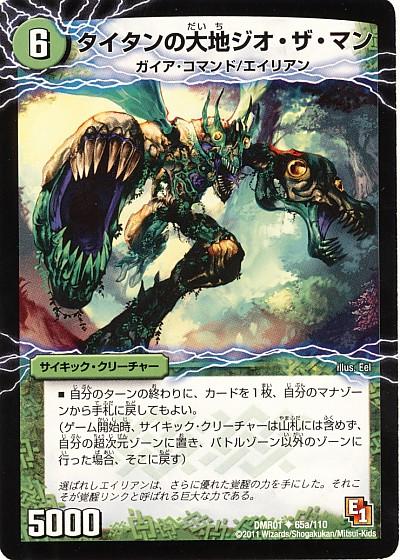 6
だいち
タイタンの大地ジオ・ザ・マン
ガイア・コマンド/エイリアン
サイキック・クリーチャー
illus. Eel
■ 自分のターンの終わりに、カードを1枚、自分のマナゾー
ンから手札に戻してもよい。
(ゲーム開始時、サイキック・クリーチャーは山札には含めず、
自分の超次元ゾーンに置き、バトルゾーン以外のゾーンに
行った場合、そこに戻す)
選ばれしエイリアンは、さらに優れた覚醒の力を手にした。それこ
そが覚醒リンクと呼ばれる巨大な力である。
5000
DMR01 ◆ 65a/110
©2011 Wizards/Shogakukan/Mitsui-Kids
E1